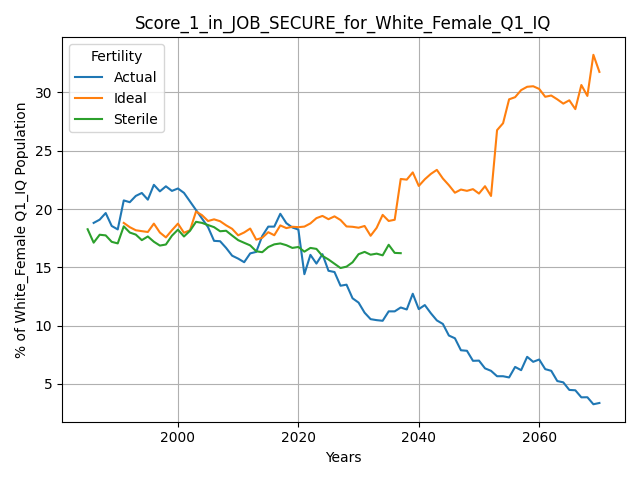 Score_1_in_JOB_SECURE_for_White_Female_Q1_IQ
% of White_Female Q1_IQ Population
Fertility
Actual
Ideal
Sterile
30
25
20
15
10
5
2000
2020
2040
2060
Years